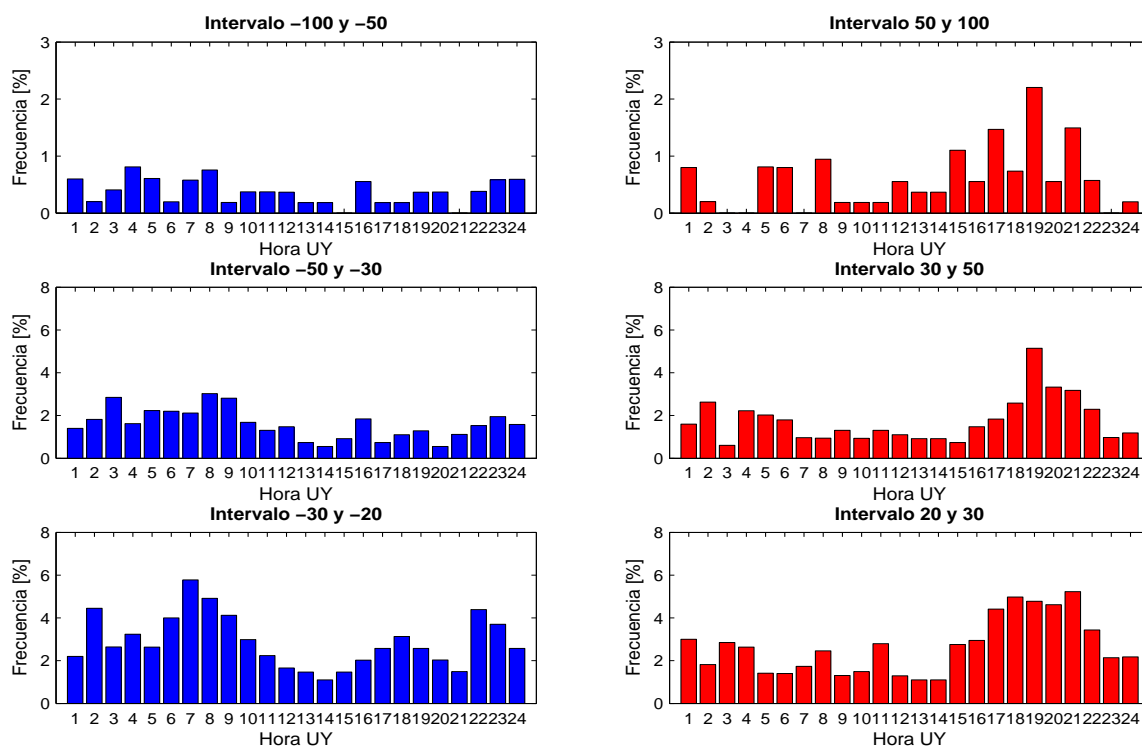 Intervalo −100 y −50
Frecuencia [%]
3
2
1
0
1 2 3 4 5 6 7 8 9 10 11 12 13 14 15 16 17 18 19 20 21 22 23 24
Hora UY
Intervalo 50 y 100
Frecuencia [%]
3
2
1
0
1 2 3 4 5 6 7 8 9 10 11 12 13 14 15 16 17 18 19 20 21 22 23 24
Hora UY
Intervalo −50 y −30
Frecuencia [%]
8
6
4
2
0
1 2 3 4 5 6 7 8 9 10 11 12 13 14 15 16 17 18 19 20 21 22 23 24
Hora UY
Intervalo 30 y 50
Frecuencia [%]
8
6
4
2
0
1 2 3 4 5 6 7 8 9 10 11 12 13 14 15 16 17 18 19 20 21 22 23 24
Hora UY
Intervalo −30 y −20
Frecuencia [%]
8
6
4
2
0
1 2 3 4 5 6 7 8 9 10 11 12 13 14 15 16 17 18 19 20 21 22 23 24
Hora UY
Intervalo 20 y 30
Frecuencia [%]
8
6
4
2
0
1 2 3 4 5 6 7 8 9 10 11 12 13 14 15 16 17 18 19 20 21 22 23 24
Hora UY